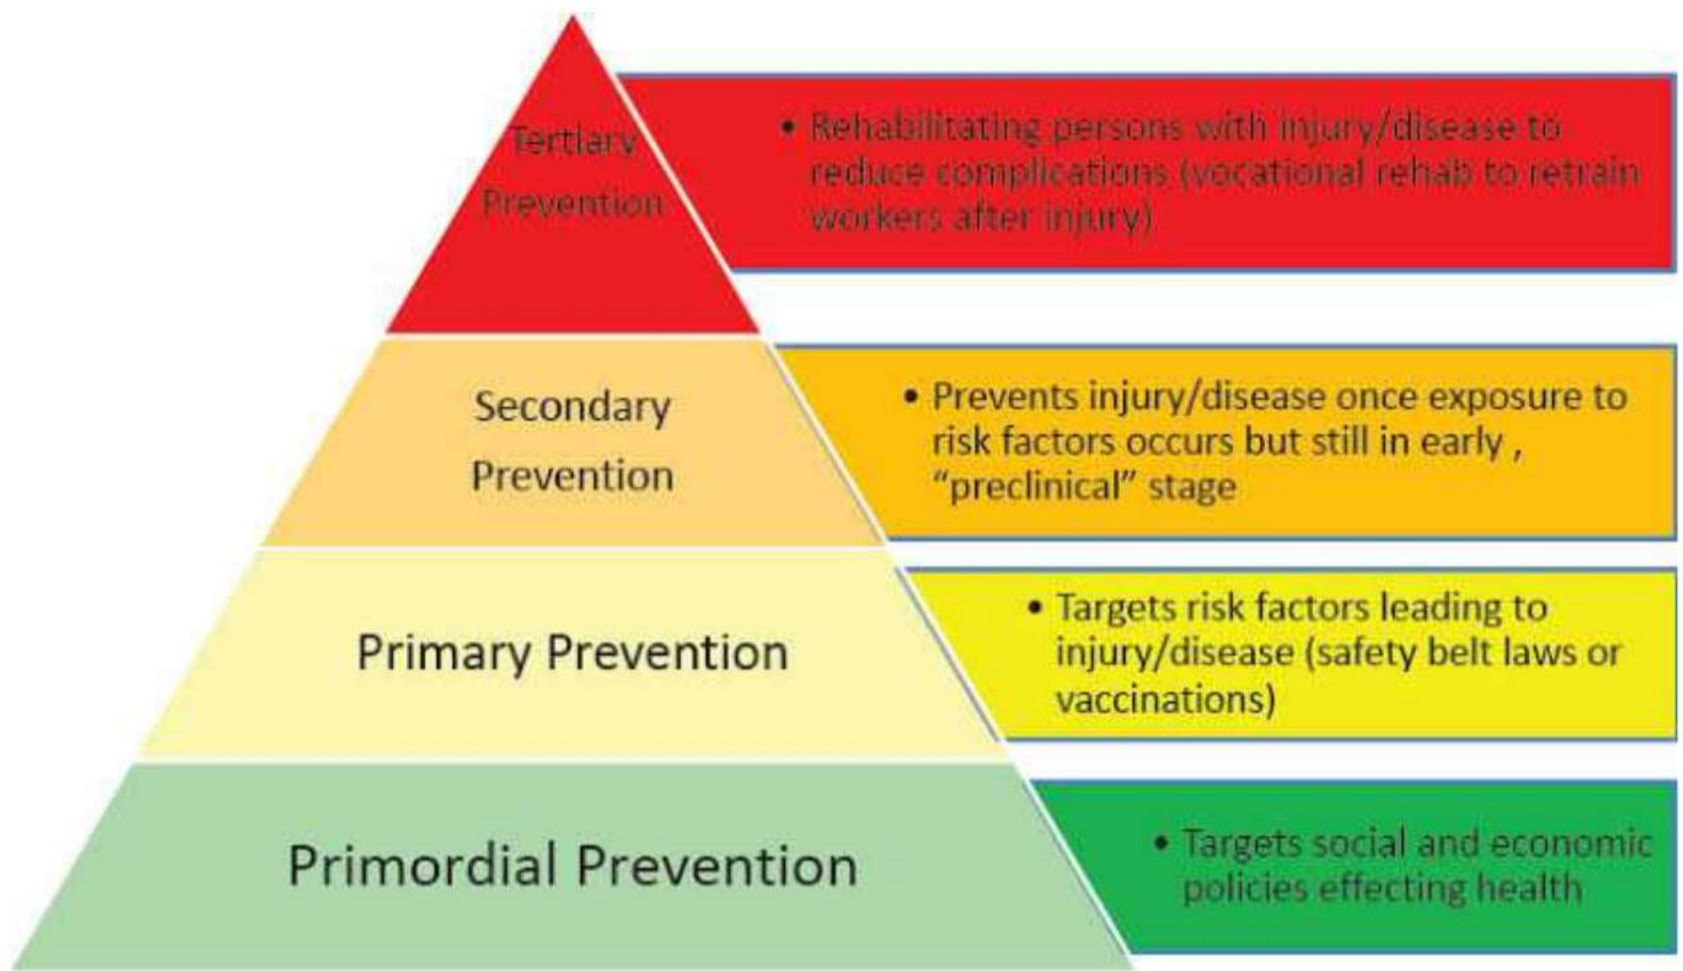 Tertiary
Prevention
• Rehabilitating persons with injury/disease to
reduce complications (vocational rehab to retrain
workers after injury)
Secondary
Prevention
• Prevents injury/disease once exposure to
risk factors occurs but still in early ,
“preclinical” stage
Primary Prevention
• Targets risk factors leading to
injury/disease (safety belt laws or
vaccinations)
Primordial Prevention
• Targets social and economic
policies effecting health